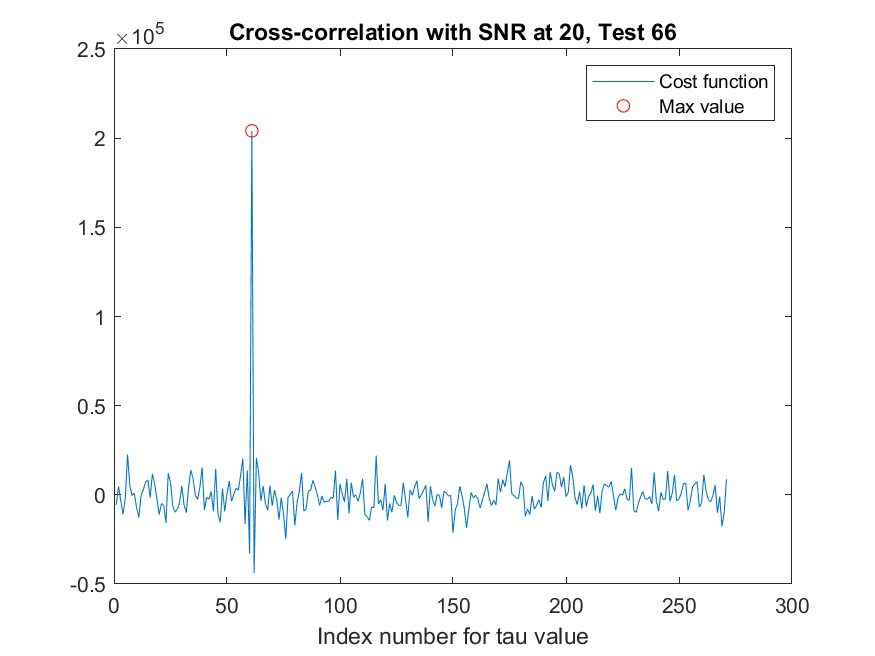 Cross-correlation with SNR at 20, Test 66
×10^5
Cost function
Max value
2.5
2
1.5
1
0.5
0
-0.5
0 50 100 150 200 250 300
Index number for tau value